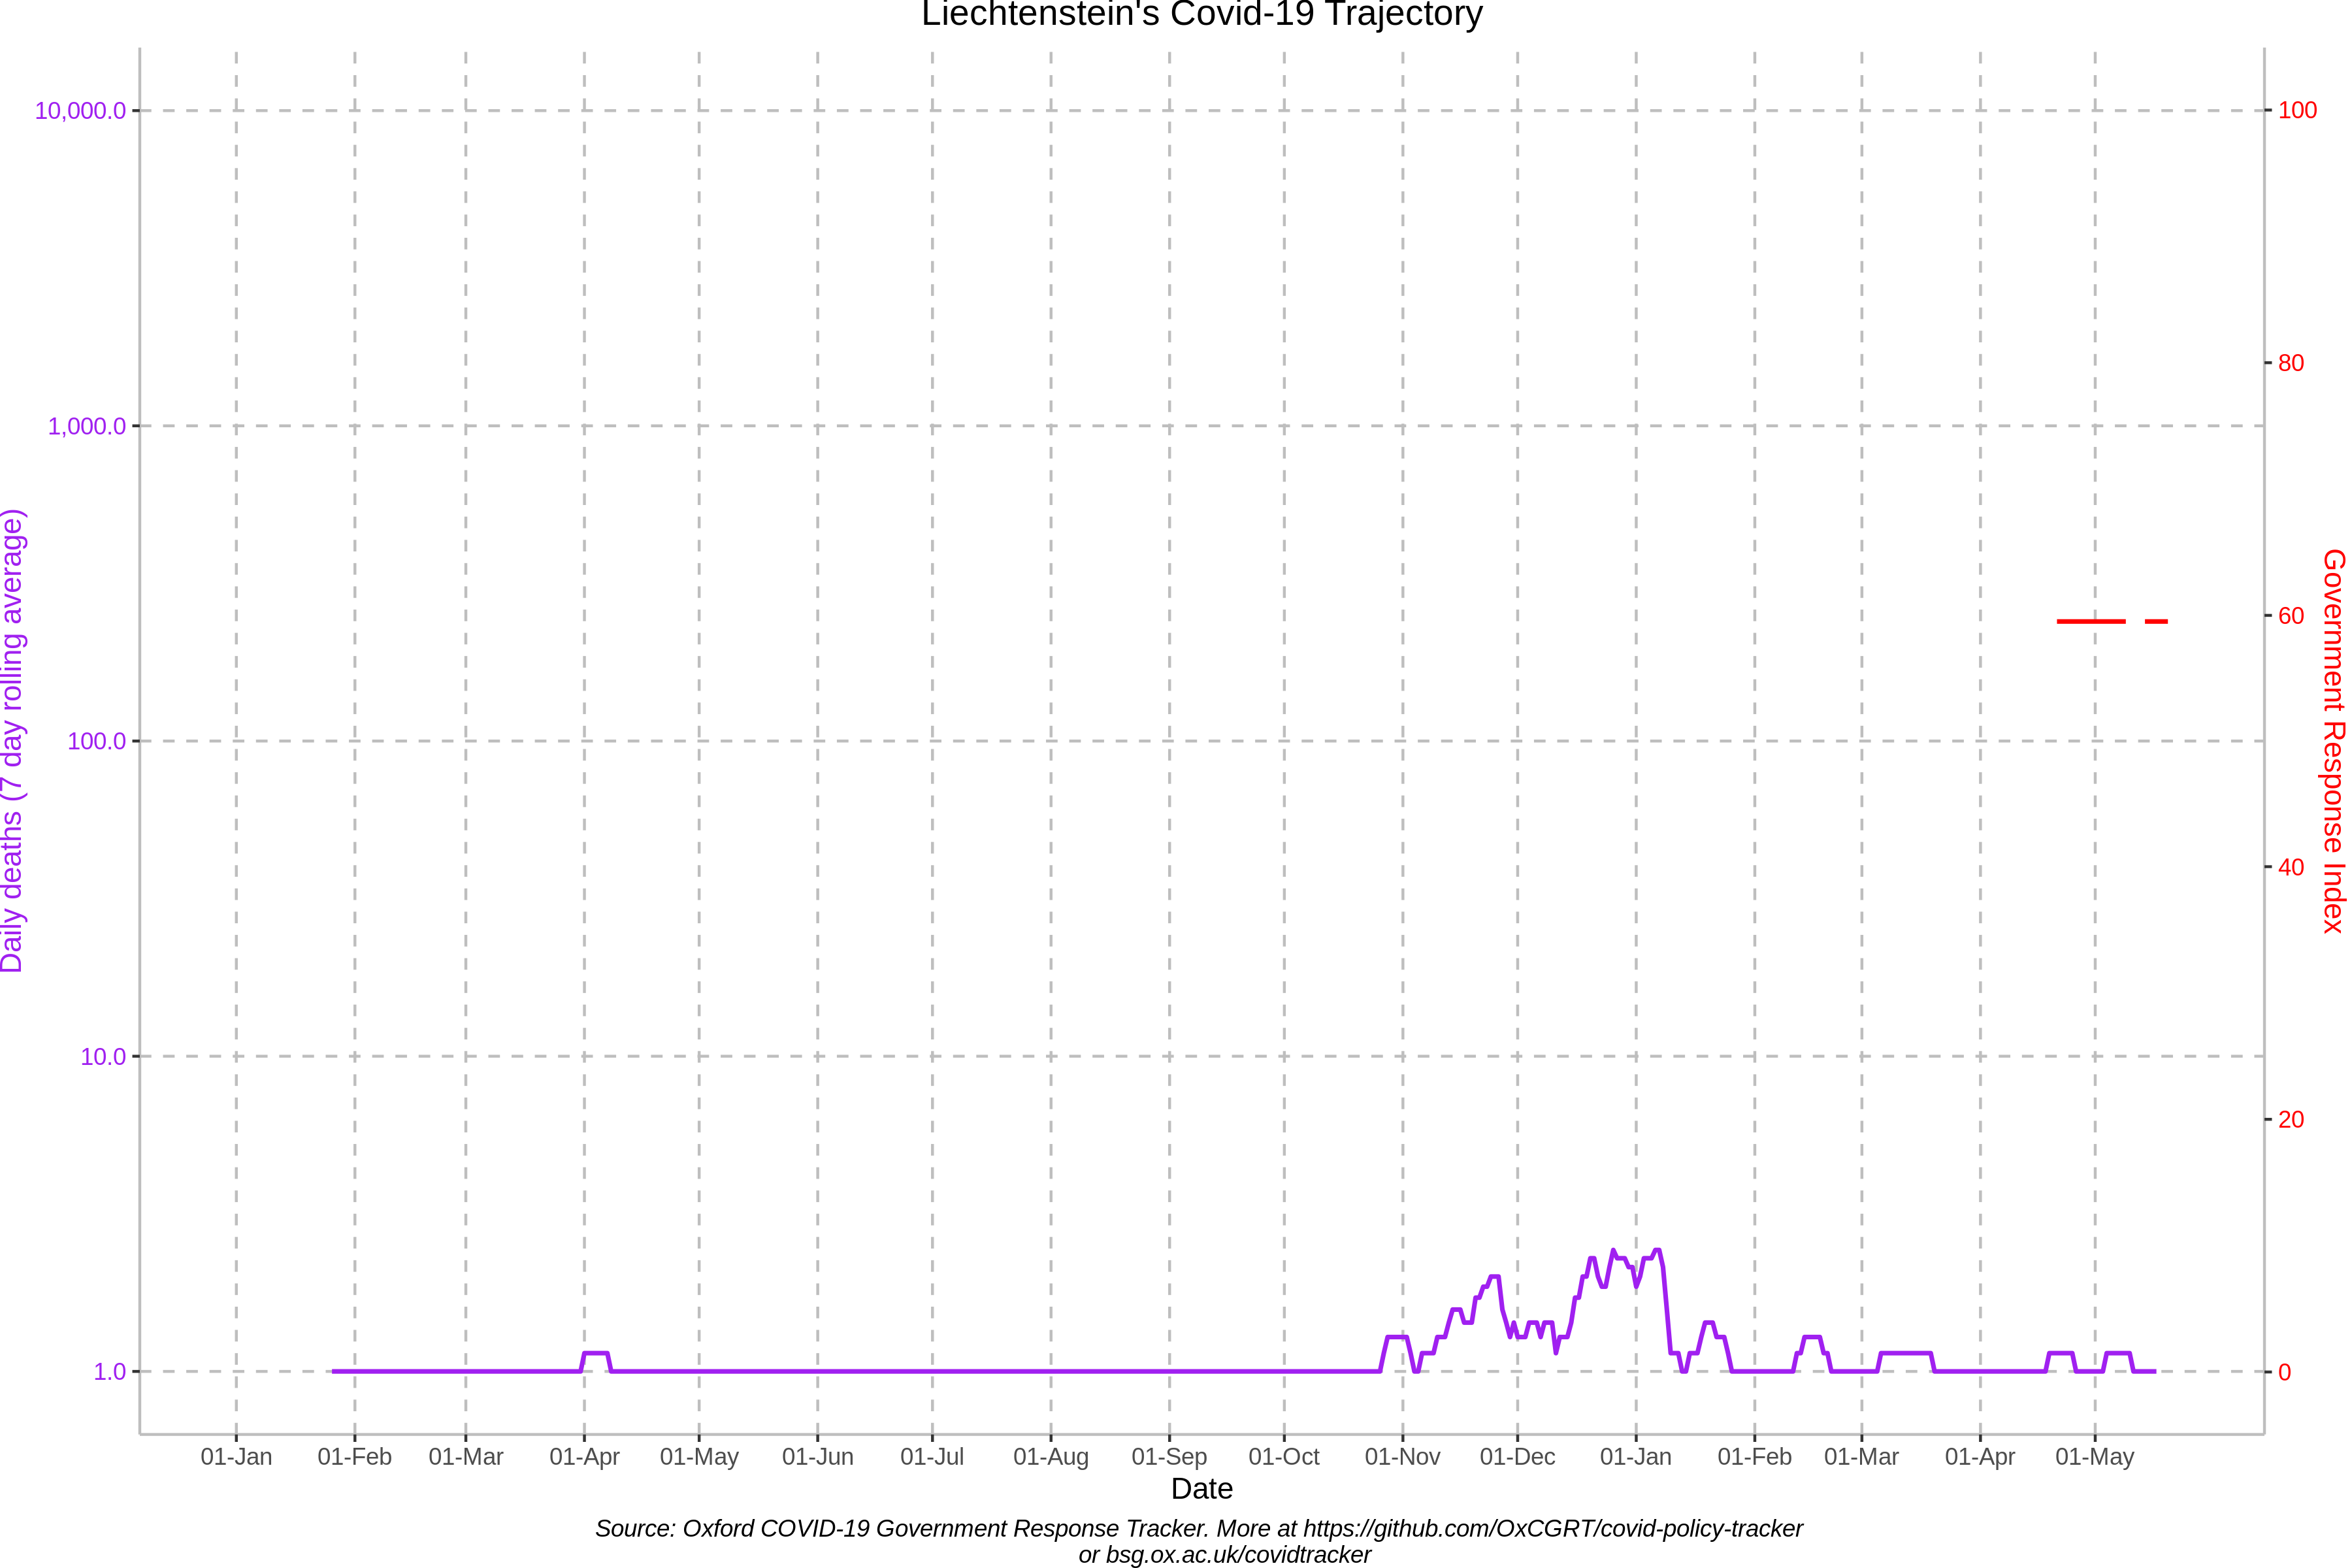 Liechtenstein's Covid-19 Trajectory
10,000.0
1,000.0
100.0
10.0
1.0
Daily deaths (7 day rolling average)
100
80
60
40
20
0
Government Response Index
01-Jan 01-Feb 01-Mar 01-Apr 01-May 01-Jun 01-Jul 01-Aug 01-Sep 01-Oct 01-Nov 01-Dec 01-Jan 01-Feb 01-Mar 01-Apr 01-May
Date
Source: Oxford COVID-19 Government Response Tracker. More at https://github.com/OxCGRT/covid-policy-tracker
or bsg.ox.ac.uk/covidtracker